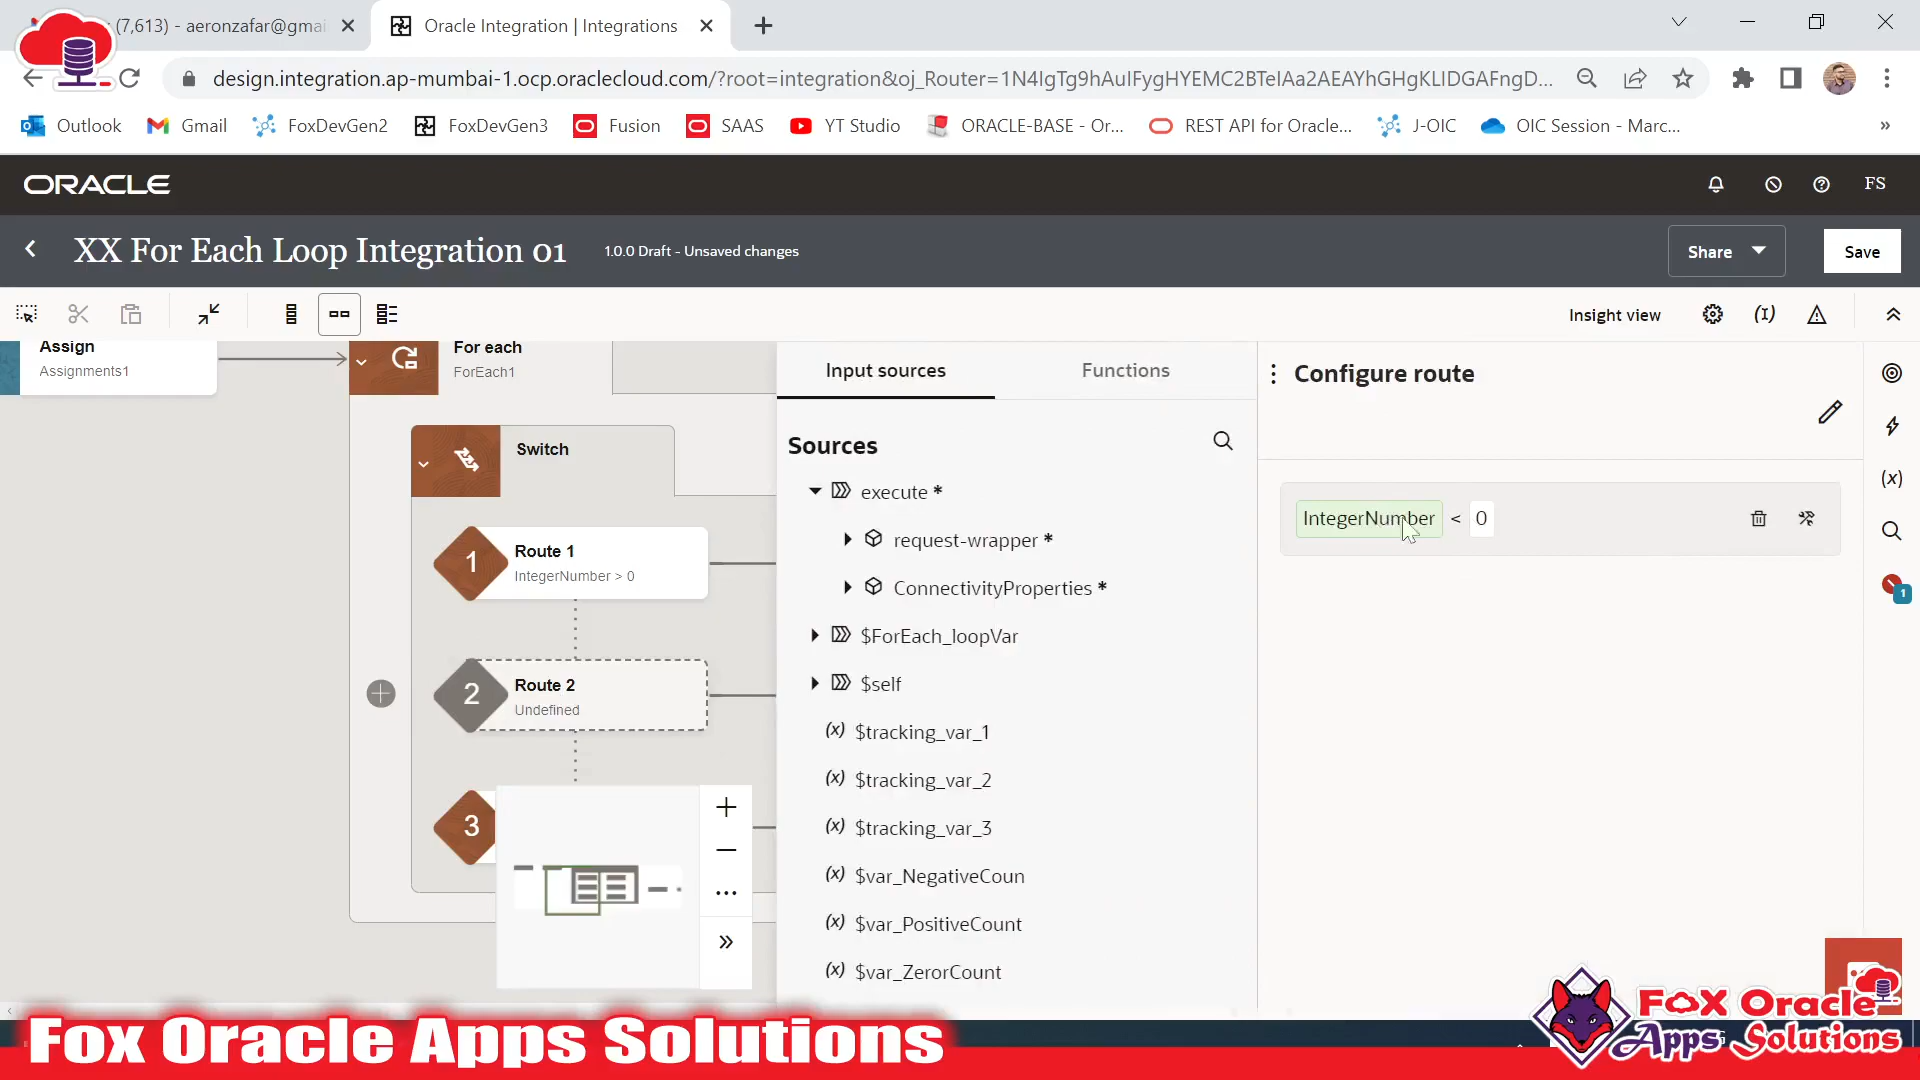 (7,613) - aeronzafar@gmai
Oracle Integration | Integrations
design.integration.ap-mumbai-1.ocp.oraclecloud.com/?root=integration&oj_Router=1N4IgTg9hAuIFygHYEMC2BTeIAa2AEAYhGHgKLIDGAFngD...
Outlook
Gmail
FoxDevGen2
FoxDevGen3
Fusion
SAAS
YT Studio
ORACLE-BASE - Or...
REST API for Oracle...
J-OIC
OIC Session - Marc...
»
ORACLE
FS
XX For Each Loop Integration 01
1.0.0 Draft - Unsaved changes
Share
Save
Insight view
Assign
Assignments1
For each
ForEach1
Switch
1
Route 1
IntegerNumber > 0
2
Route 2
Undefined
3
Input sources
Functions
Sources
execute *
request-wrapper *
ConnectivityProperties *
$ForEach_loopVar
$self
(x) $tracking_var_1
(x) $tracking_var_2
(x) $tracking_var_3
(x) $var_NegativeCoun
(x) $var_PositiveCount
(x) $var_ZerorCount
Configure route
IntegerNumber < 0
(x)
1
Fox Oracle Apps Solutions
FOX Oracle
Apps Solutions